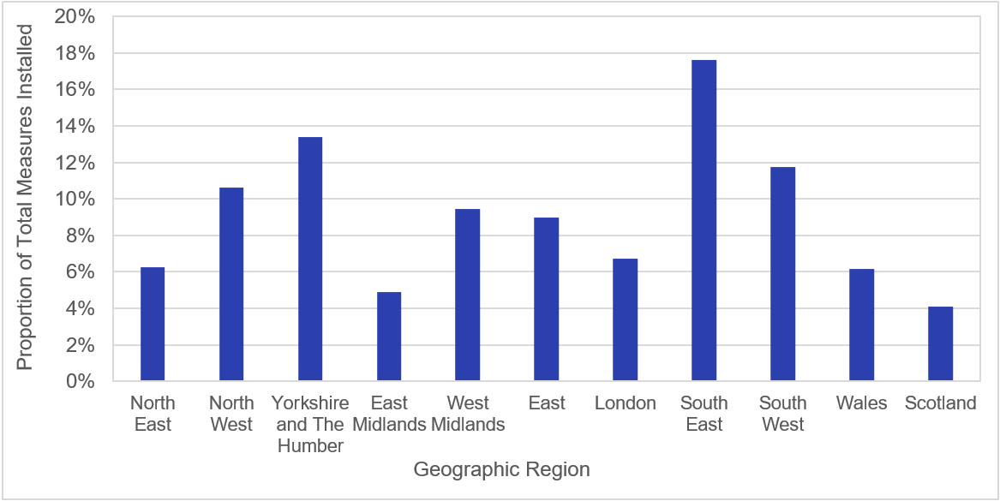 Proportion of Total Measures Installed
20%
18%
16%
14%
12%
10%
8%
6%
4%
2%
0%
North
East
North
West
Yorkshire
and The
Humber
East
Midlands
West
Midlands
East
London
South
East
South
West
Wales
Scotland
Geographic Region